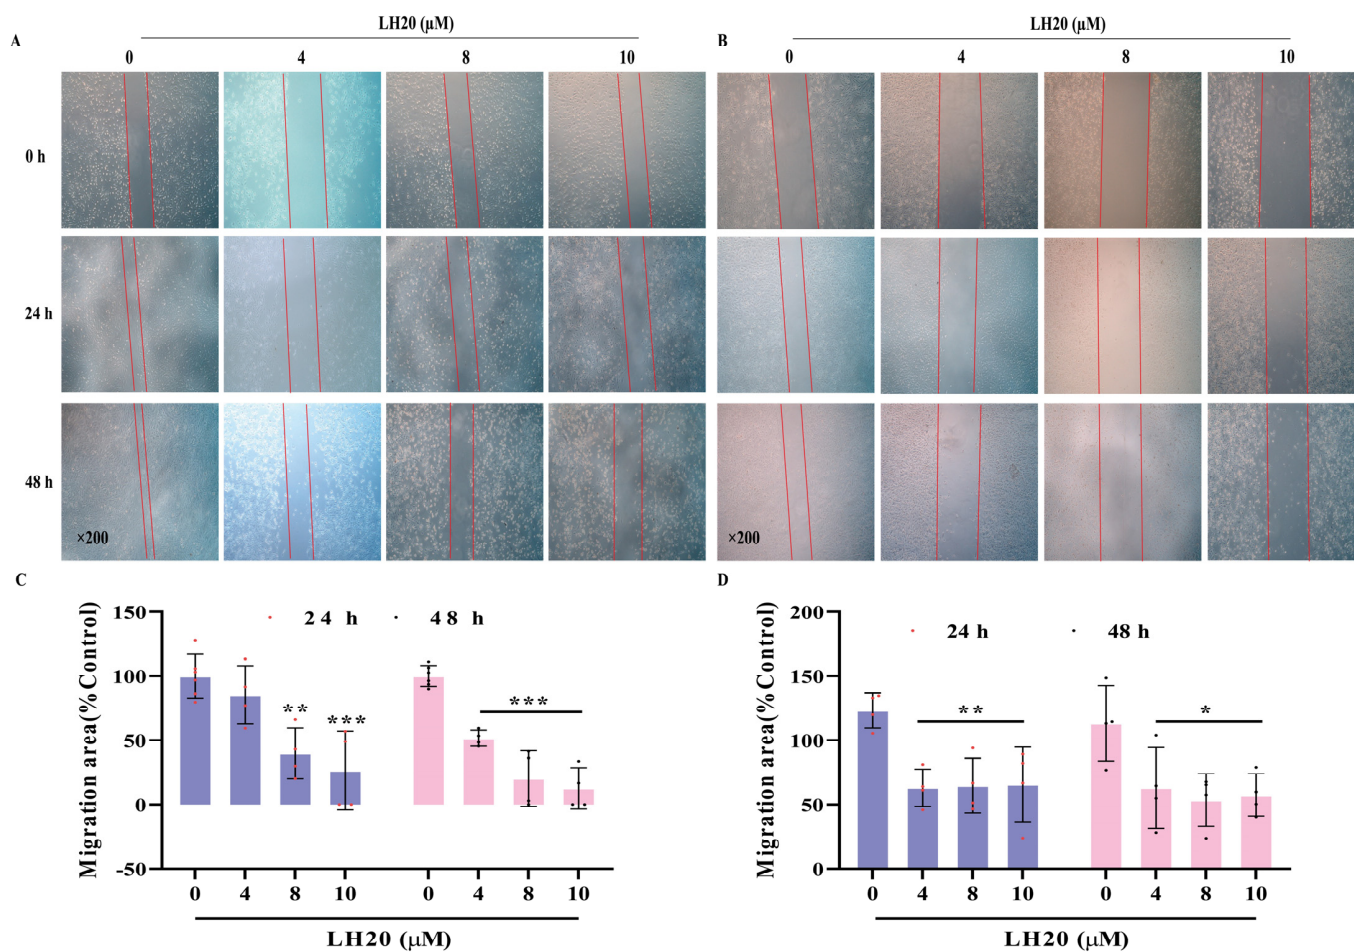 A
LH20 (μM)
0 4 8 10
B
LH20 (μM)
0 4 8 10
0 h
24 h
48 h
×200
×200
C
Migration area(% Control)
150
100
50
0
-50
24 h 48 h
** *** ***
0 4 8 10 0 4 8 10
LH20 (μM)
D
Migration area(% Control)
200
150
100
50
0
24 h 48 h
** *
0 4 8 10 0 4 8 10
LH20 (μM)